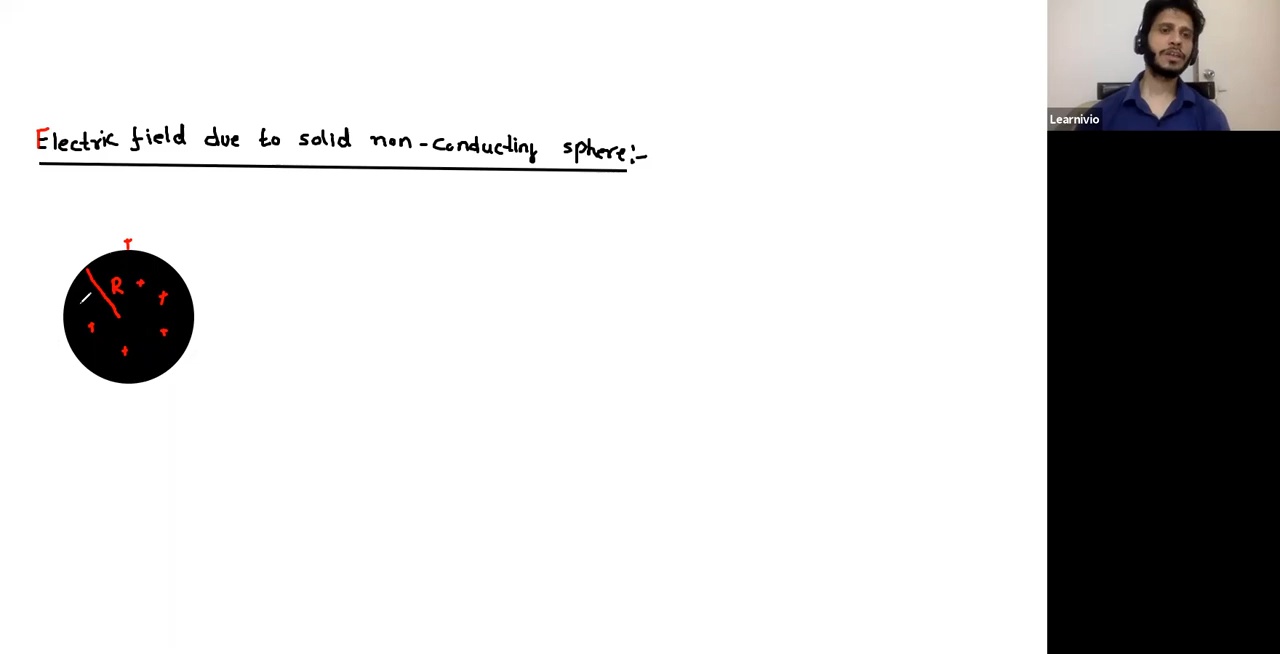 Electric field due to solid non-conducting sphere:-
Learnivio
+
R +
+
+ +
+